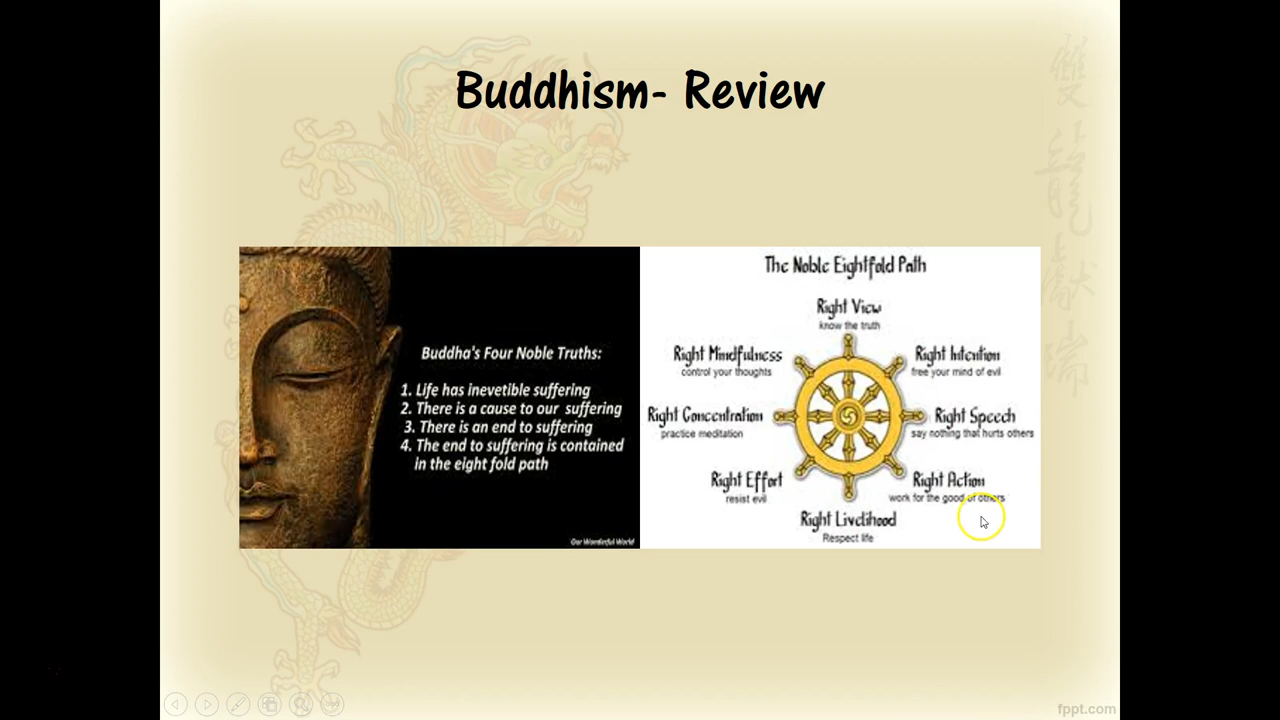 Buddhism- Review
Buddha's Four Noble Truths:
1. Life has inevetible suffering
2. There is a cause to our suffering
3. There is an end to suffering
4. The end to suffering is contained
in the eight fold path
Our Wonderful World
The Noble Eightfold Path
Right View
know the truth
Right Mindfulness
control your thoughts
Right Intention
free your mind of evil
Right Concentration
practice meditation
Right Speech
say nothing that hurts others
Right Effort
resist evil
Right Action
work for the good of others
Right Livelihood
Respect life
fppt.com